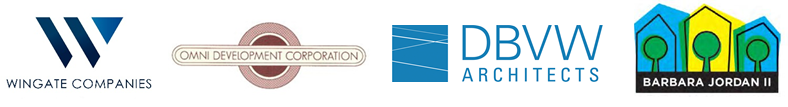 WINGATE COMPANIES
OMNI DEVELOPMENT CORPORATION
DBVW
ARCHITECTS
BARBARA JORDAN II